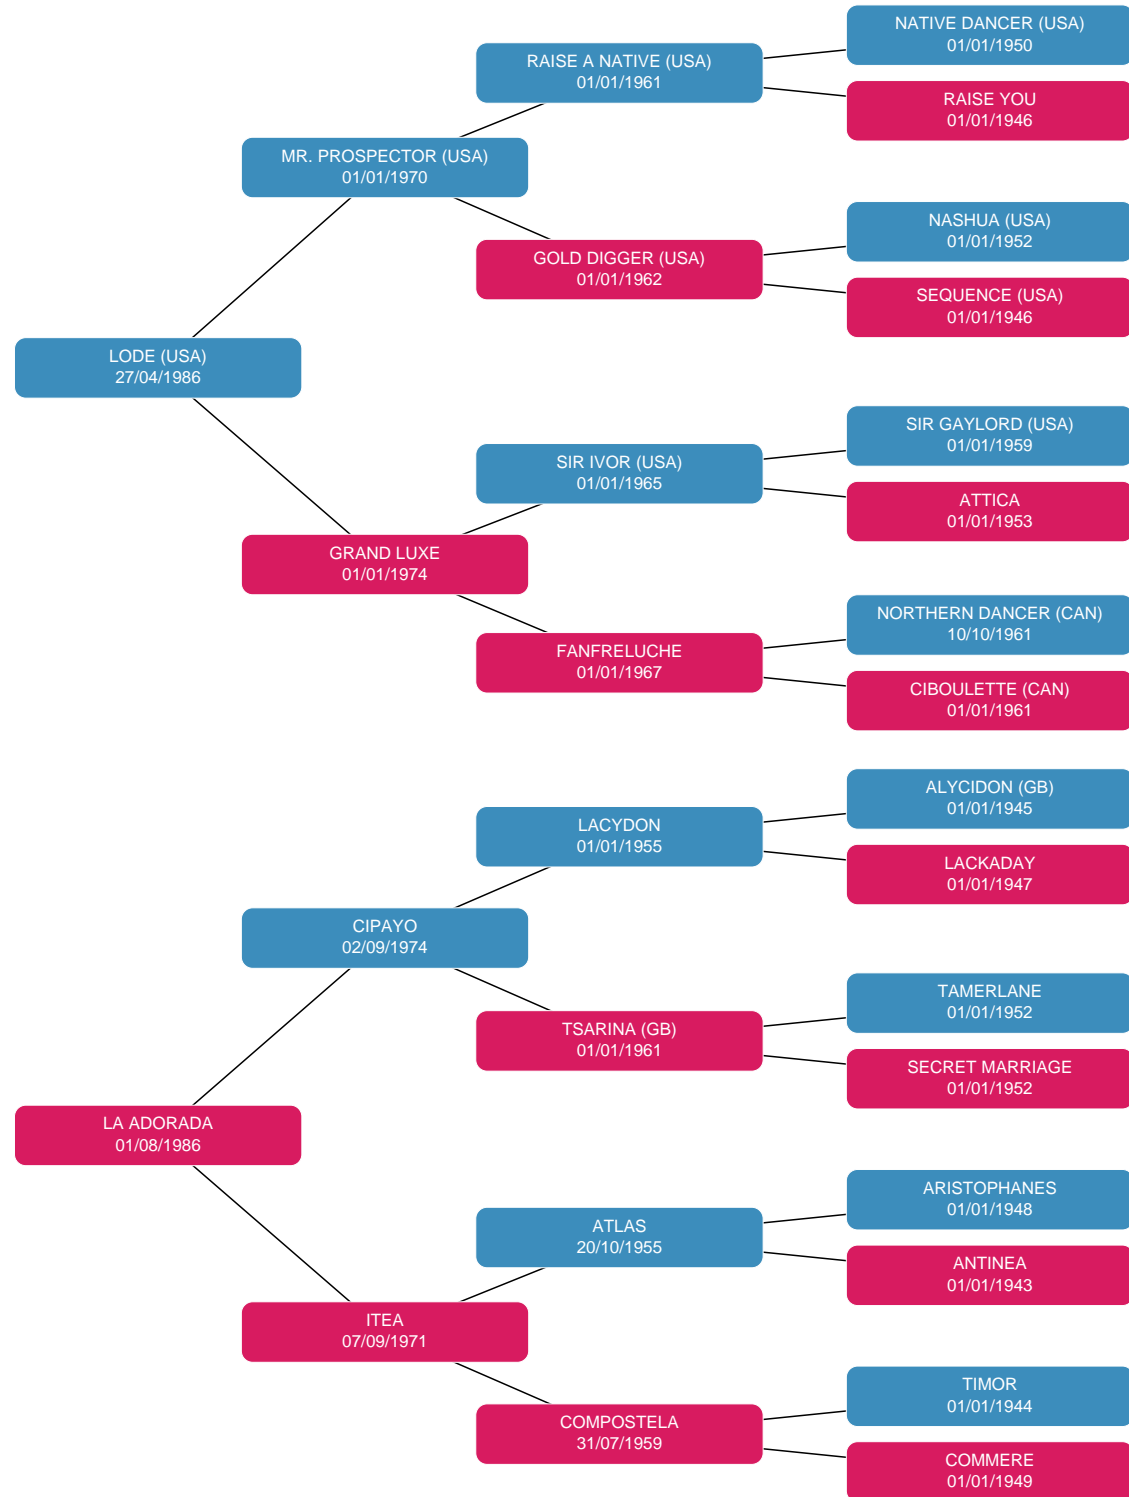 NATIVE DANCER (USA)
01/01/1950
RAISE A NATIVE (USA)
01/01/1961
RAISE YOU
01/01/1946
MR. PROSPECTOR (USA)
01/01/1970
NASHUA (USA)
01/01/1952
GOLD DIGGER (USA)
01/01/1962
SEQUENCE (USA)
01/01/1946
LODE (USA)
27/04/1986
SIR GAYLORD (USA)
01/01/1959
SIR IVOR (USA)
01/01/1965
ATTICA
01/01/1953
GRAND LUXE
01/01/1974
NORTHERN DANCER (CAN)
10/10/1961
FANFRELUCHE
01/01/1967
CIBOULETTE (CAN)
01/01/1961
ALYCIDON (GB)
01/01/1945
LACYDON
01/01/1955
LACKADAY
01/01/1947
CIPAYO
02/09/1974
TAMERLANE
01/01/1952
TSARINA (GB)
01/01/1961
SECRET MARRIAGE
01/01/1952
LA ADORADA
01/08/1986
ARISTOPHANES
01/01/1948
ATLAS
20/10/1955
ANTINEA
01/01/1943
ITEA
07/09/1971
TIMOR
01/01/1944
COMPOSTELA
31/07/1959
COMMERE
01/01/1949